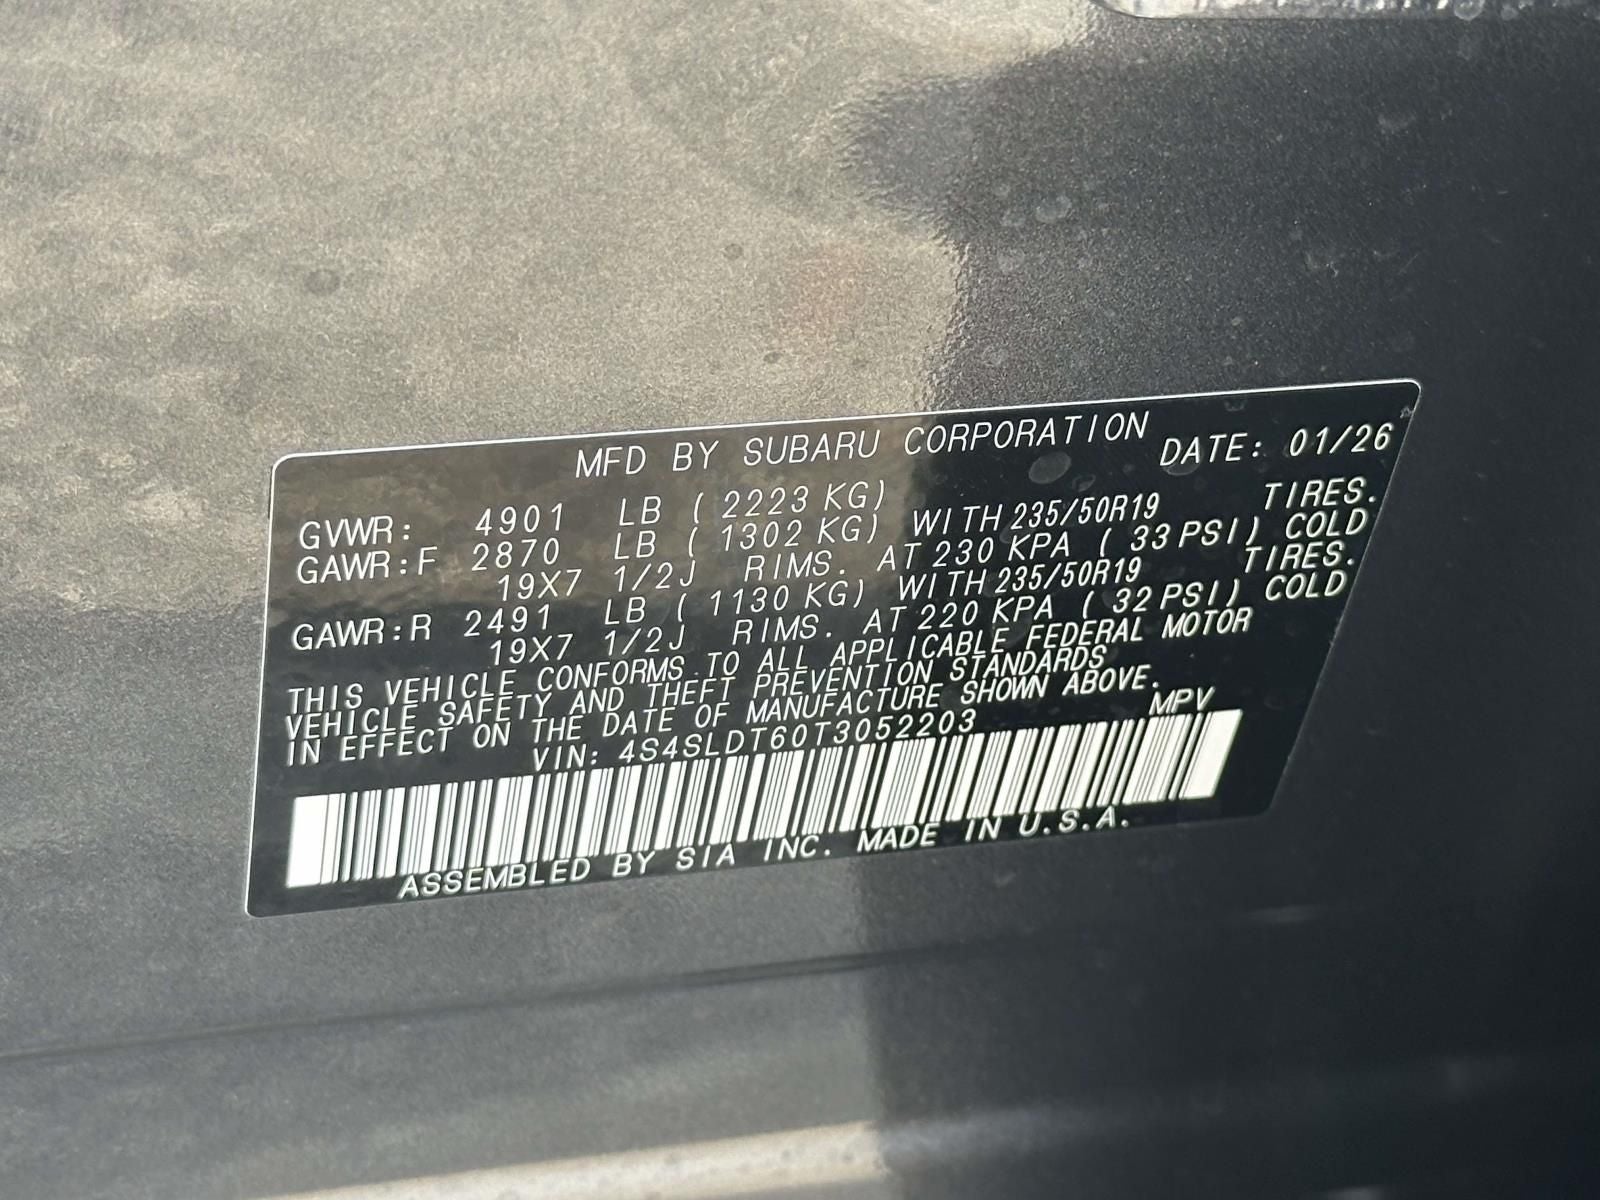 MFD BY SUBARU CORPORATION DATE: 01/26
GVWR: 4901 LB ( 2223 KG)
GAWR:F 2870 LB ( 1302 KG) WITH 235/50R19 TIRES.
19X7 1/2J RIMS. AT 230 KPA ( 33 PSI) COLD
GAWR:R 2491 LB ( 1130 KG) WITH 235/50R19 TIRES.
19X7 1/2J RIMS. AT 220 KPA ( 32 PSI) COLD
THIS VEHICLE CONFORMS TO ALL APPLICABLE FEDERAL MOTOR
VEHICLE SAFETY AND THEFT PREVENTION STANDARDS
IN EFFECT ON THE DATE OF MANUFACTURE SHOWN ABOVE.
VIN: 4S4SLDT60T3052203 MPV
ASSEMBLED BY SIA INC. MADE IN U.S.A.